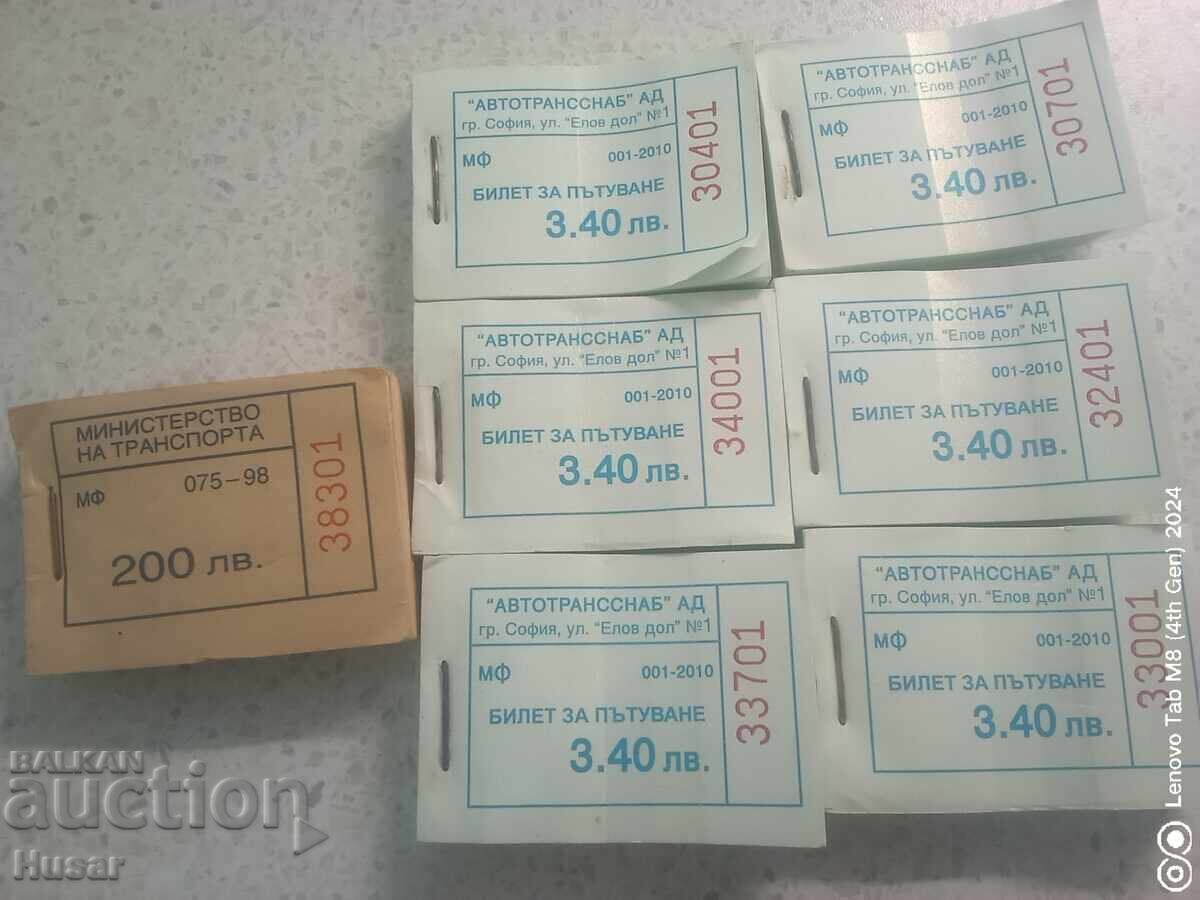 "АВТОТРАНССНАБ" АД
гр. София, ул. "Елов дол" №1
МФ 001-2010
БИЛЕТ ЗА ПЪТУВАНЕ
3.40 лв.
30401
"АВТОТРАНССНАБ" АД
гр. София, ул. "Елов дол" №1
МФ 001-2010
БИЛЕТ ЗА ПЪТУВАНЕ
3.40 лв.
30701
"АВТОТРАНССНАБ" АД
гр. София, ул. "Елов дол" №1
МФ 001-2010
БИЛЕТ ЗА ПЪТУВАНЕ
3.40 лв.
34001
"АВТОТРАНССНАБ" АД
гр. София, ул. "Елов дол" №1
МФ 001-2010
БИЛЕТ ЗА ПЪТУВАНЕ
3.40 лв.
32401
МИНИСТЕРСТВО
НА ТРАНСПОРТА
МФ 075-98
200 лв.
38301
"АВТОТРАНССНАБ" АД
гр. София, ул. "Елов дол" №1
МФ 001-2010
БИЛЕТ ЗА ПЪТУВАНЕ
3.40 лв.
33701
"АВТОТРАНССНАБ" АД
гр. София, ул. "Елов дол" №1
МФ 001-2010
БИЛЕТ ЗА ПЪТУВАНЕ
3.40 лв.
33001
BALKAN
auction
Husar
Lenovo Tab M8 (4th Gen) 2024